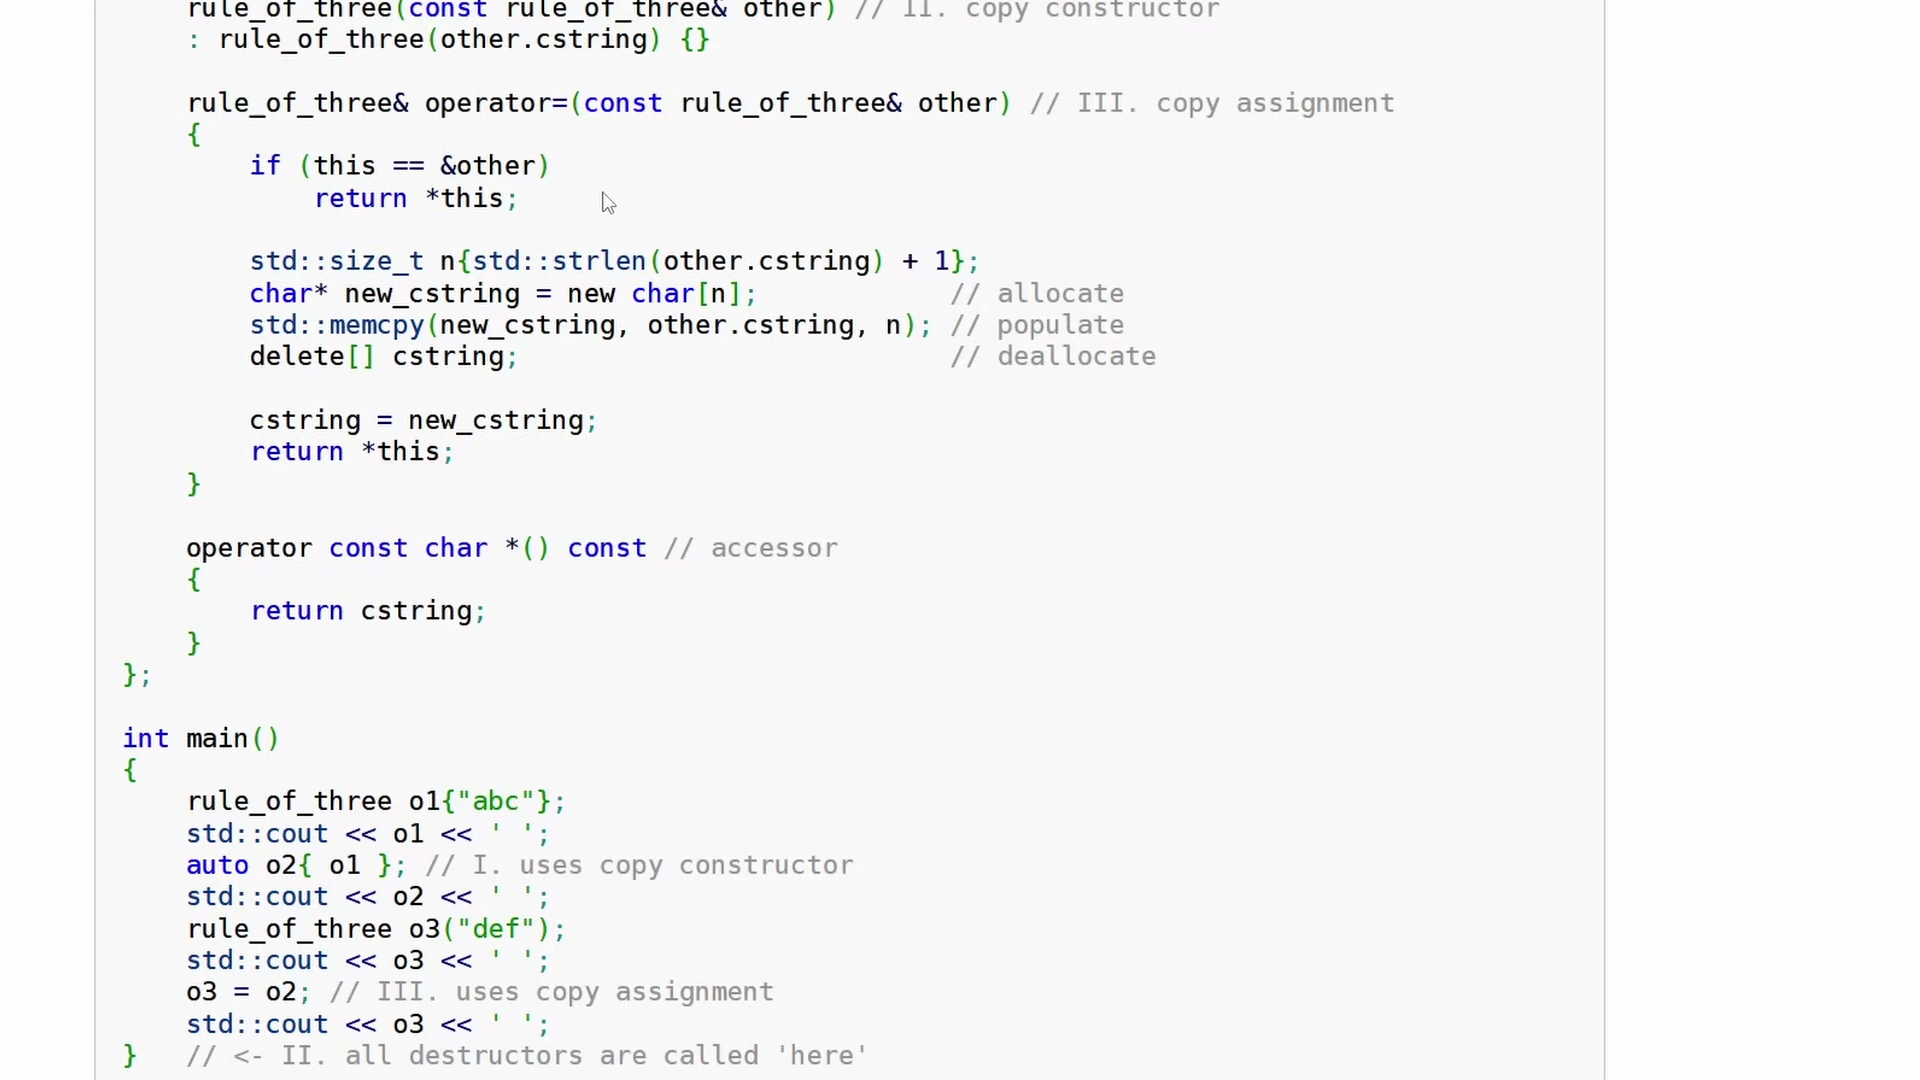 rule_of_three(const rule_of_three& other) // II. copy constructor
: rule_of_three(other.cstring) {}
rule_of_three& operator=(const rule_of_three& other) // III. copy assignment
{
if (this == &other)
return *this;
std::size_t n{std::strlen(other.cstring) + 1};
char* new_cstring = new char[n];            // allocate
std::memcpy(new_cstring, other.cstring, n); // populate
delete[] cstring;                           // deallocate
cstring = new_cstring;
return *this;
}
operator const char *() const // accessor
{
return cstring;
}
};
int main()
{
rule_of_three o1{"abc"};
std::cout << o1 << ' ';
auto o2{ o1 }; // I. uses copy constructor
std::cout << o2 << ' ';
rule_of_three o3("def");
std::cout << o3 << ' ';
o3 = o2; // III. uses copy assignment
std::cout << o3 << ' ';
}   // <- II. all destructors are called 'here'